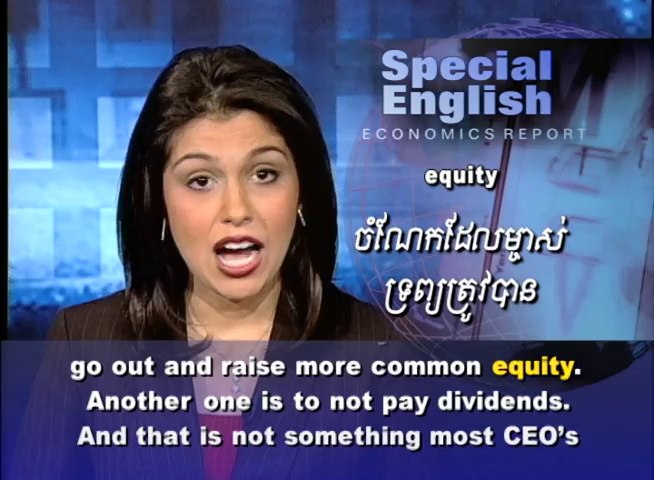 Special
English
ECONOMICS REPORT
equity
ចំណែកដែលម្ចាស់
ទ្រព្យត្រូវបាន
go out and raise more common equity.
Another one is to not pay dividends.
And that is not something most CEO's